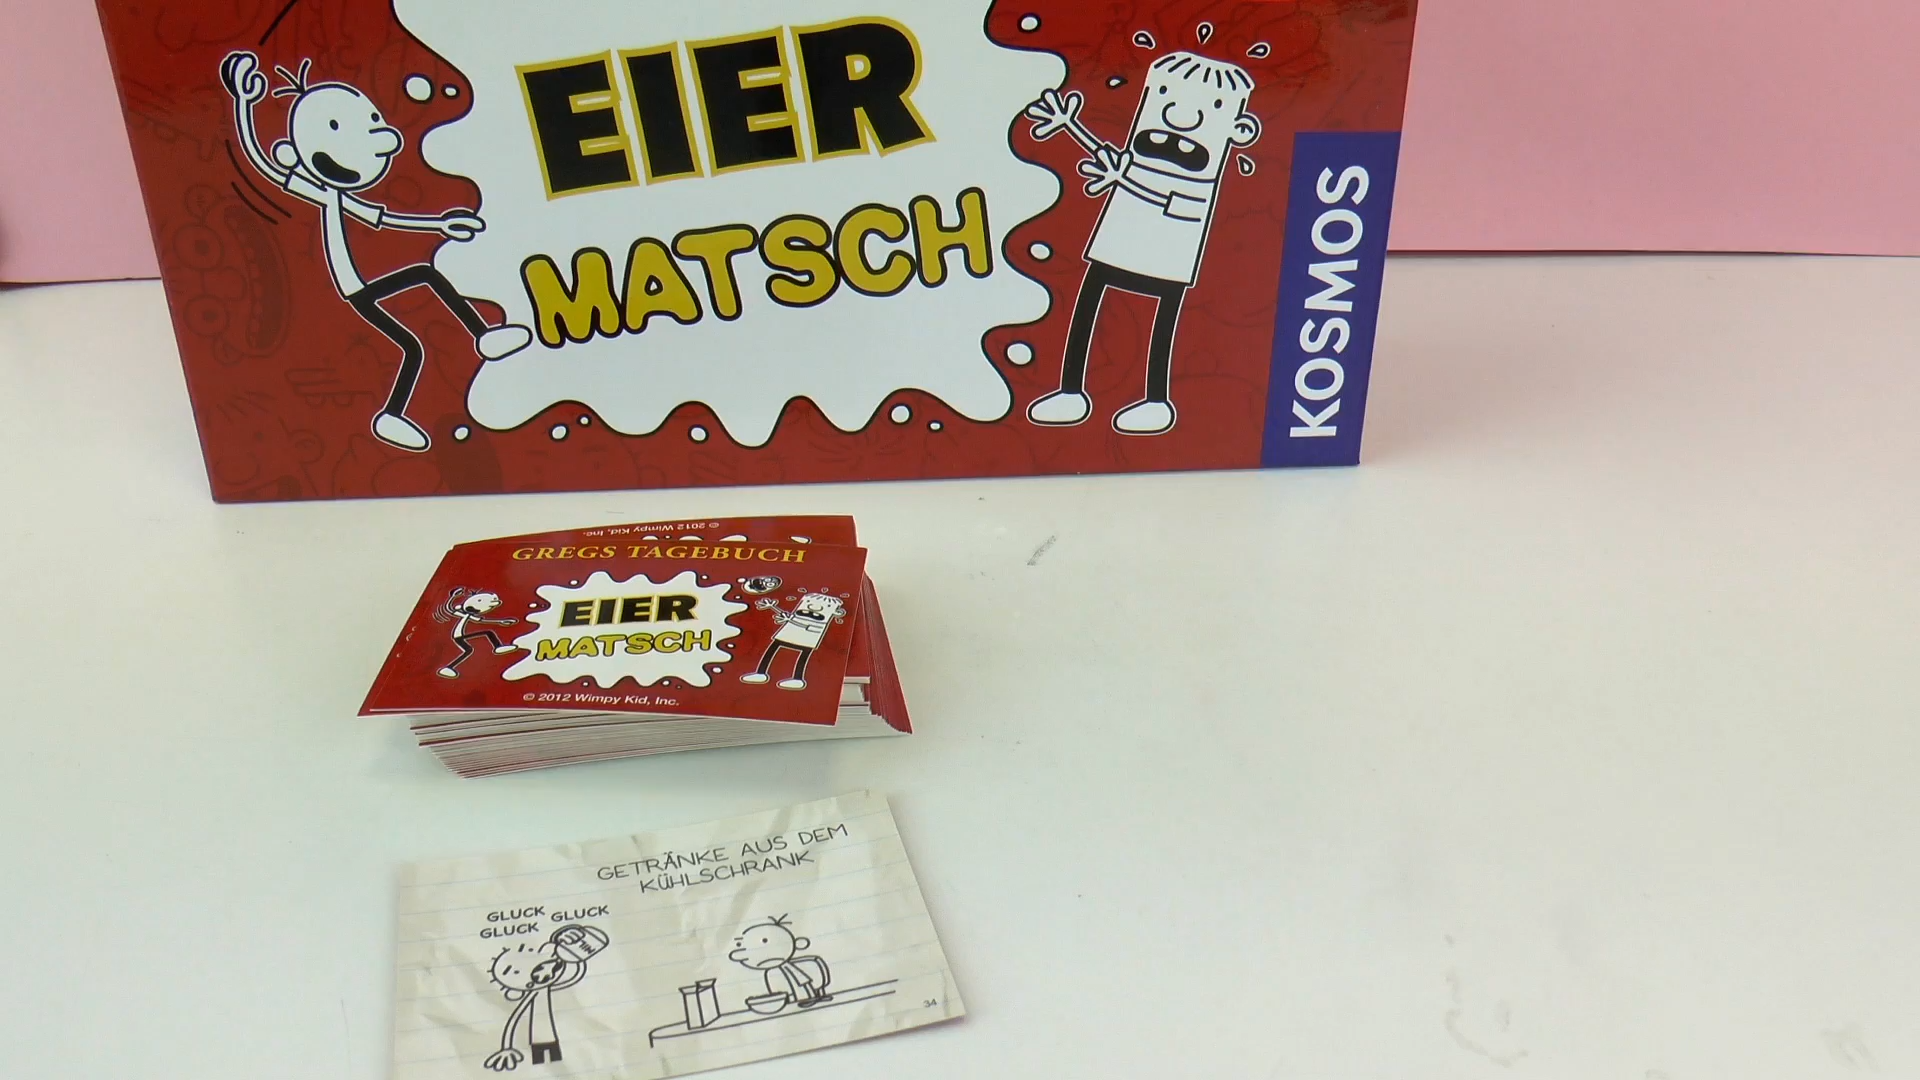 EIER
MATSCH
KOSMOS
© 2012 Wimpy Kid, Inc.
GREGS TAGEBUCH
EIER
MATSCH
© 2012 Wimpy Kid, Inc.
GETRÄNKE AUS DEM
KÜHLSCHRANK
GLUCK GLUCK
GLUCK
34